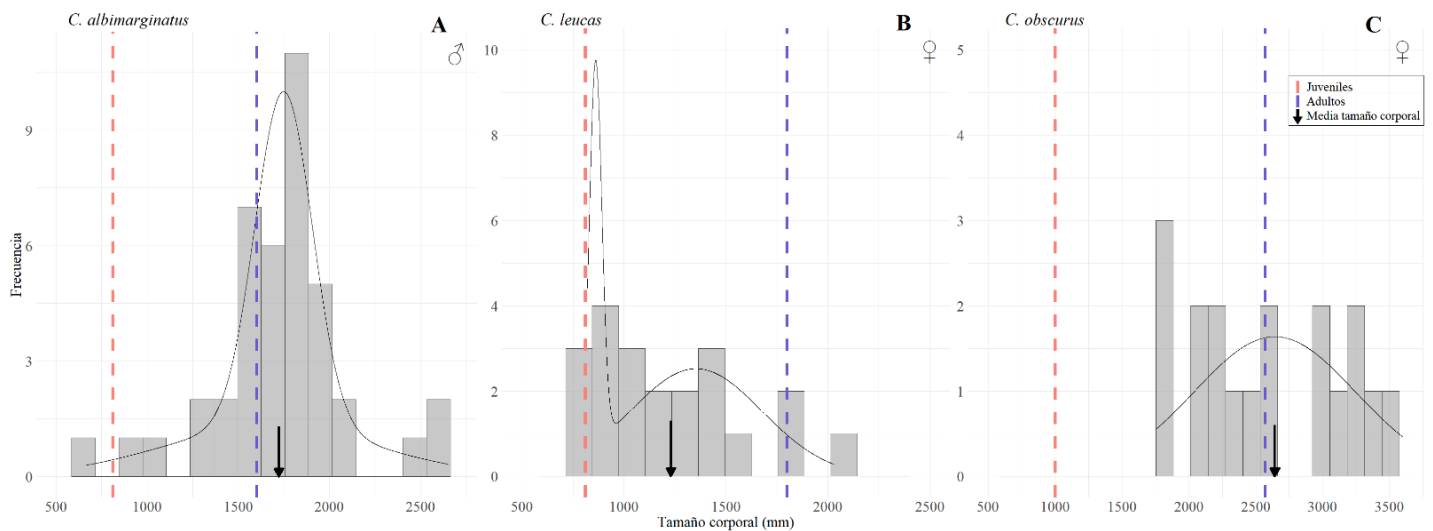 C. albimarginatus
A
♂
C. leucas
B
♀
C. obscurus
C
♀
Juveniles
Adultos
Media tamaño corporal
Frecuencia
9
6
3
0
10
8
6
4
2
0
5
4
3
2
1
0
500 1000 1500 2000 2500
500 1000 1500 2000 2500
500 1000 2000 2500 3000 3500
Tamaño corporal (mm)